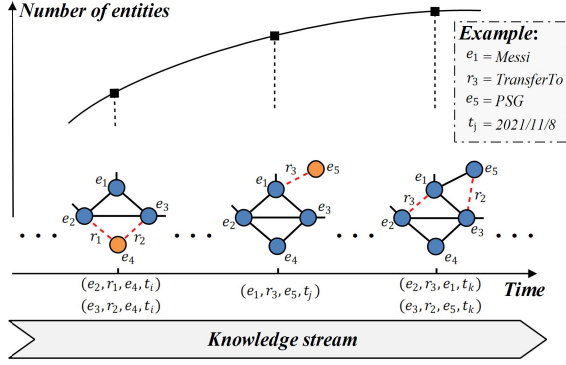 Number of entities
Example:
e₁ = Messi
r₃ = TransferTo
e₅ = PSG
tⱼ = 2021/11/8
e₁
e₂
e₃
r₁
r₂
e₄
r₃
e₅
e₁
e₂
e₃
e₄
e₅
e₁
r₃
r₂
e₂
e₃
e₄
(e₂, r₁, e₄, tᵢ)
(e₃, r₂, e₄, tᵢ)
(e₁, r₃, e₅, tⱼ)
(e₂, r₃, e₁, tₖ)
(e₃, r₂, e₅, tₖ)
Time
Knowledge stream